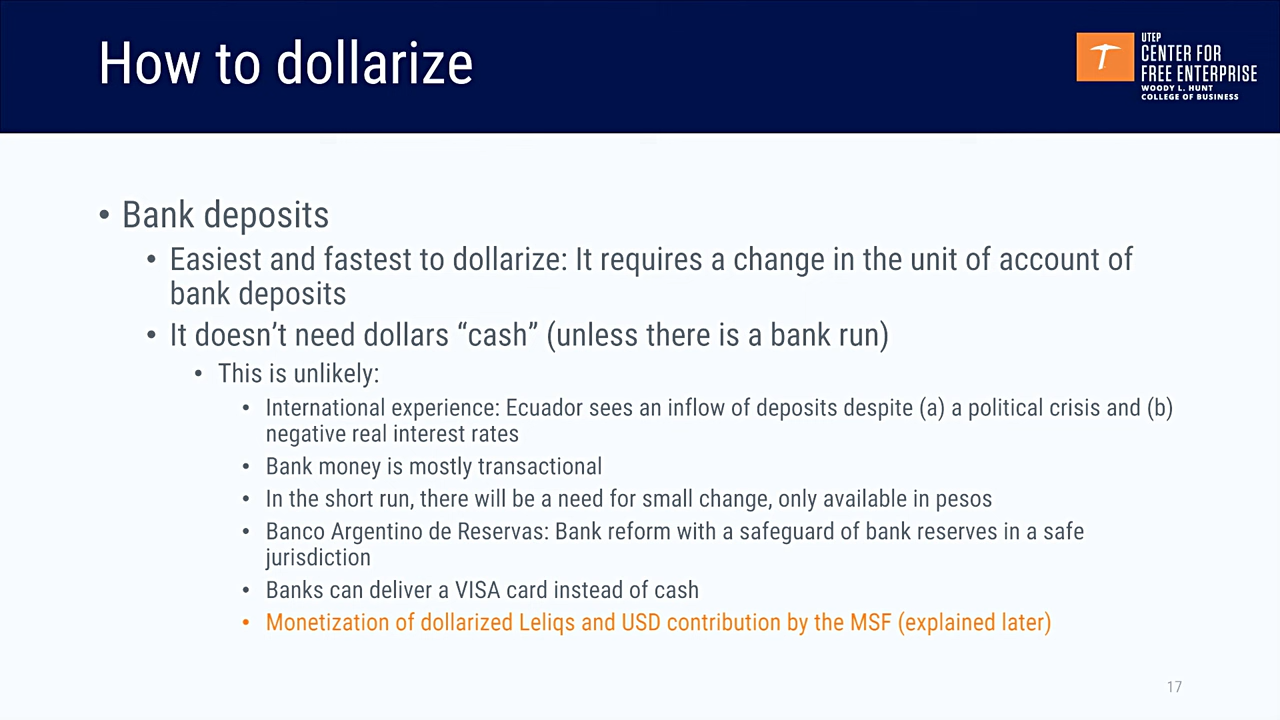 How to dollarize
UTEP
CENTER FOR
FREE ENTERPRISE
WOODY L. HUNT
COLLEGE OF BUSINESS
• Bank deposits
• Easiest and fastest to dollarize: It requires a change in the unit of account of
bank deposits
• It doesn’t need dollars “cash” (unless there is a bank run)
• This is unlikely:
• International experience: Ecuador sees an inflow of deposits despite (a) a political crisis and (b)
negative real interest rates
• Bank money is mostly transactional
• In the short run, there will be a need for small change, only available in pesos
• Banco Argentino de Reservas: Bank reform with a safeguard of bank reserves in a safe
jurisdiction
• Banks can deliver a VISA card instead of cash
• Monetization of dollarized Leliqs and USD contribution by the MSF (explained later)
17